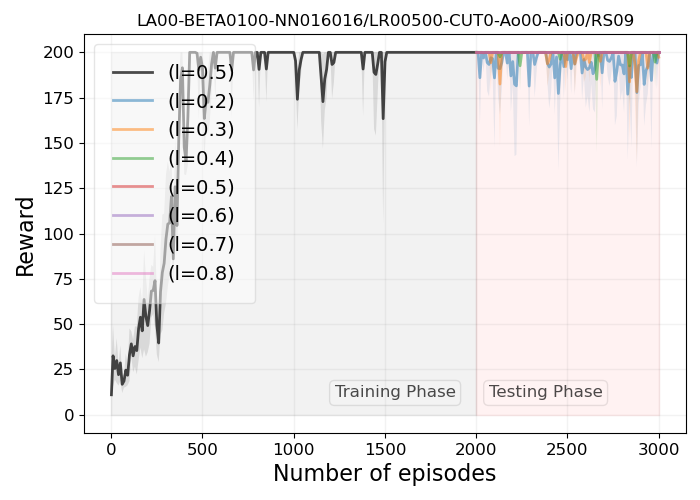 LA00-BETA0100-NN016016/LR00500-CUT0-Ao00-Ai00/RS09
200
175
150
125
100
75
50
25
0
Reward
(l=0.5)
(l=0.2)
(l=0.3)
(l=0.4)
(l=0.5)
(l=0.6)
(l=0.7)
(l=0.8)
Training Phase
Testing Phase
0 500 1000 1500 2000 2500 3000
Number of episodes